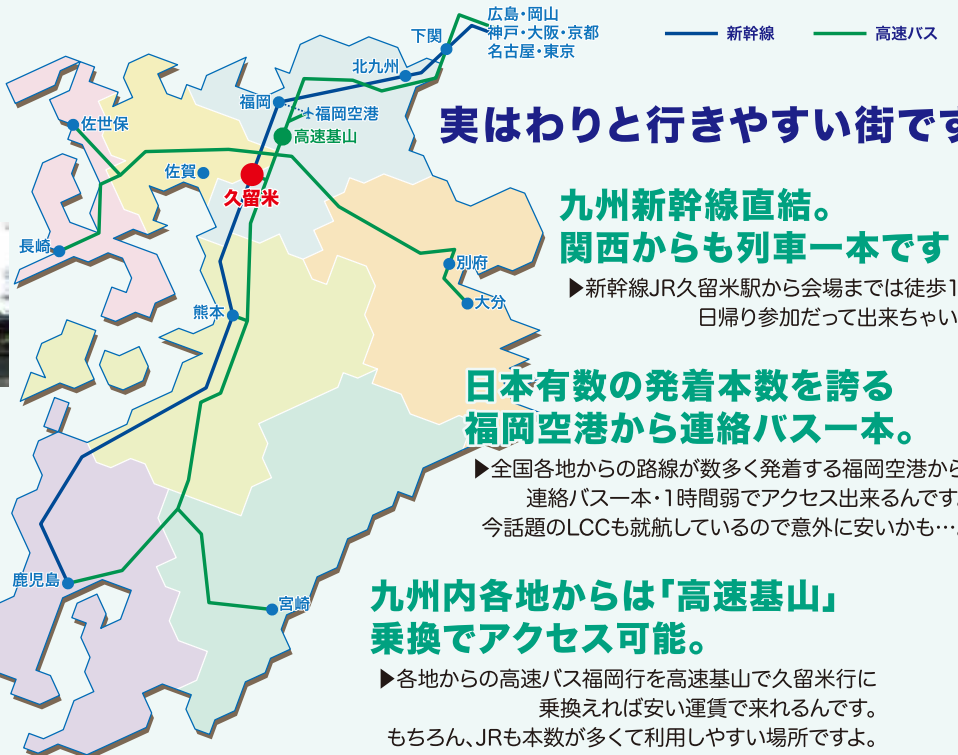 広島・岡山
神戸・大阪・京都
名古屋・東京
新幹線
高速バス
下関
北九州
福岡
福岡空港
高速基山
佐世保
佐賀
久留米
長崎
別府
大分
熊本
鹿児島
宮崎
実はわりと行きやすい街です
九州新幹線直結。
関西からも列車一本です
▶新幹線JR久留米駅から会場までは徒歩1
日帰り参加だって出来ちゃい
日本有数の発着本数を誇る
福岡空港から連絡バス一本。
▶全国各地からの路線が数多く発着する福岡空港から
連絡バス一本・1時間弱でアクセス出来るんです。
今話題のLCCも就航しているので意外に安いかも…。
九州内各地からは「高速基山」
乗換でアクセス可能。
▶各地からの高速バス福岡行を高速基山で久留米行に
乗換えれば安い運賃で来れるんです。
もちろん、JRも本数が多くて利用しやすい場所ですよ。